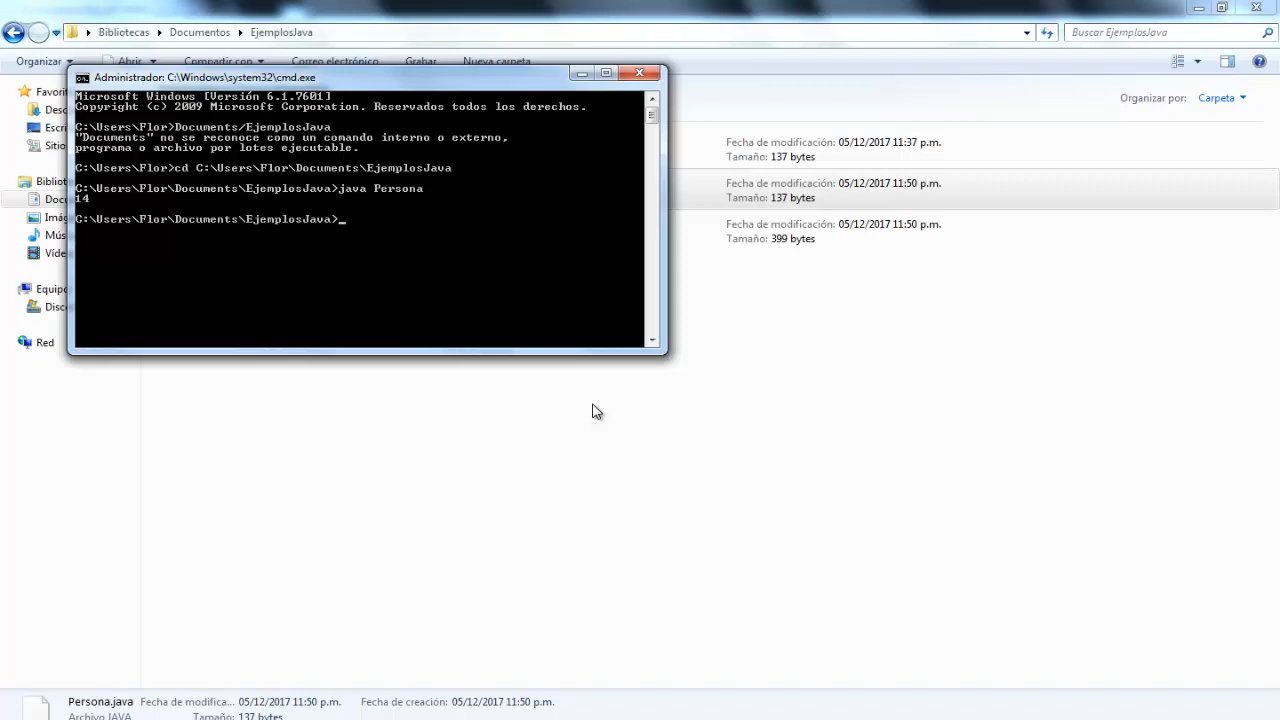 Bibliotecas
Documentos
EjemplosJava
Buscar EjemplosJava
Organizar
Abrir
Compartir con
Correo electrónico
Grabar
Nueva carpeta
Administrador: C:\Windows\system32\cmd.exe
Microsoft Windows [Versión 6.1.7601]
Copyright (c) 2009 Microsoft Corporation. Reservados todos los derechos.
C:\Users\Flor>Documents/EjemplosJava
"Documents" no se reconoce como un comando interno o externo,
programa o archivo por lotes ejecutable.
C:\Users\Flor>cd C:\Users\Flor\Documents\EjemplosJava
C:\Users\Flor\Documents\EjemplosJava>java Persona
14
C:\Users\Flor\Documents\EjemplosJava>_
Organizar por: Carpeta
Fecha de modificación: 05/12/2017 11:37 p.m.
Tamaño: 137 bytes
Fecha de modificación: 05/12/2017 11:50 p.m.
Tamaño: 137 bytes
Fecha de modificación: 05/12/2017 11:50 p.m.
Tamaño: 399 bytes
Red
Persona.java Fecha de modifica... 05/12/2017 11:50 p.m. Fecha de creación: 05/12/2017 11:50 p.m.
Archivo JAVA Tamaño: 137 bytes